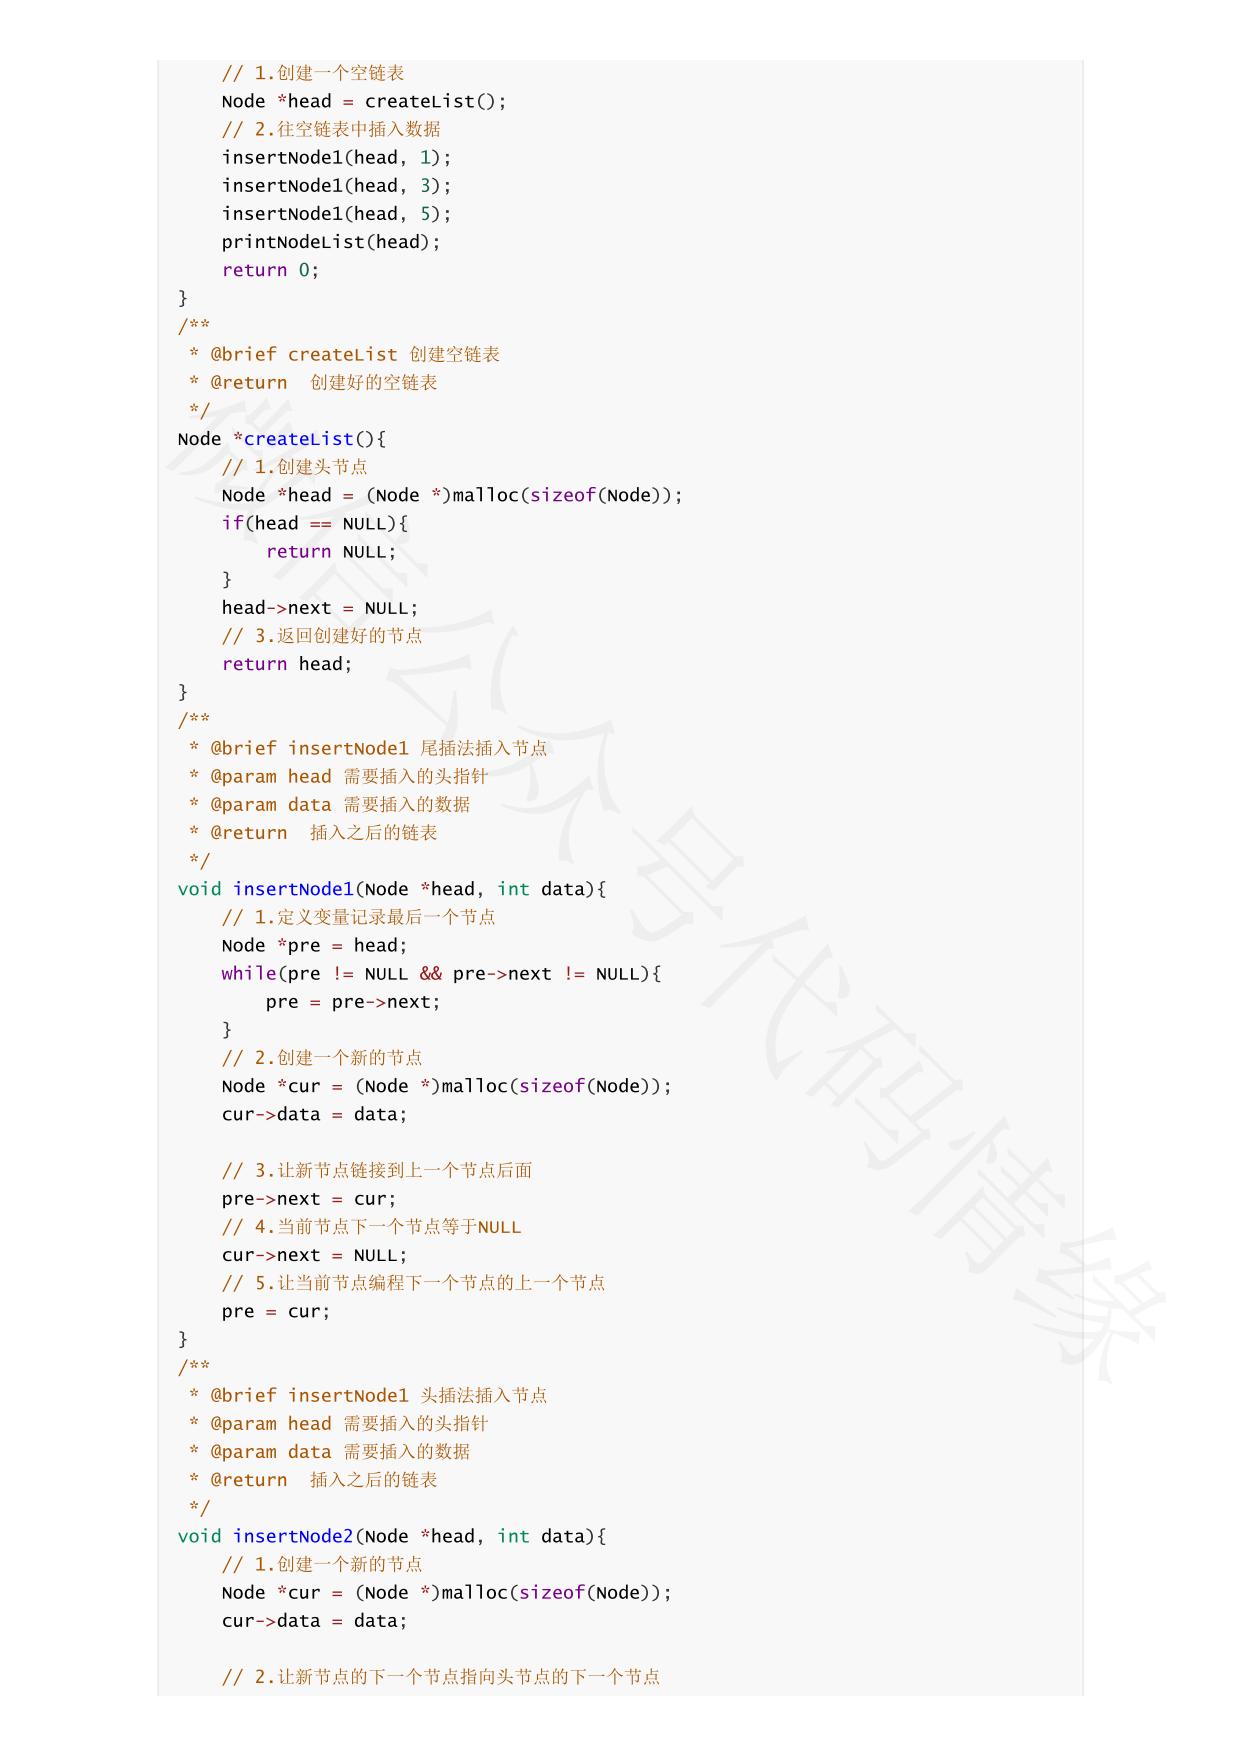 // 1.创建一个空链表
Node *head = createList();
// 2.往空链表中插入数据
insertNode1(head, 1);
insertNode1(head, 3);
insertNode1(head, 5);
printNodeList(head);
return 0;
}
/**
* @brief createList 创建空链表
* @return 创建好的空链表
*/
Node *createList(){
// 1.创建头节点
Node *head = (Node *)malloc(sizeof(Node));
if(head == NULL){
return NULL;
}
head->next = NULL;
// 3.返回创建好的节点
return head;
}
/**
* @brief insertNode1 尾插法插入节点
* @param head 需要插入的头指针
* @param data 需要插入的数据
* @return 插入之后的链表
*/
void insertNode1(Node *head, int data){
// 1.定义变量记录最后一个节点
Node *pre = head;
while(pre != NULL && pre->next != NULL){
pre = pre->next;
}
// 2.创建一个新的节点
Node *cur = (Node *)malloc(sizeof(Node));
cur->data = data;
// 3.让新节点链接到上一个节点后面
pre->next = cur;
// 4.当前节点下一个节点等于NULL
cur->next = NULL;
// 5.让当前节点编程下一个节点的上一个节点
pre = cur;
}
/**
* @brief insertNode1 头插法插入节点
* @param head 需要插入的头指针
* @param data 需要插入的数据
* @return 插入之后的链表
*/
void insertNode2(Node *head, int data){
// 1.创建一个新的节点
Node *cur = (Node *)malloc(sizeof(Node));
cur->data = data;
// 2.让新节点的下一个节点指向头节点的下一个节点
微信公众号代码情缘